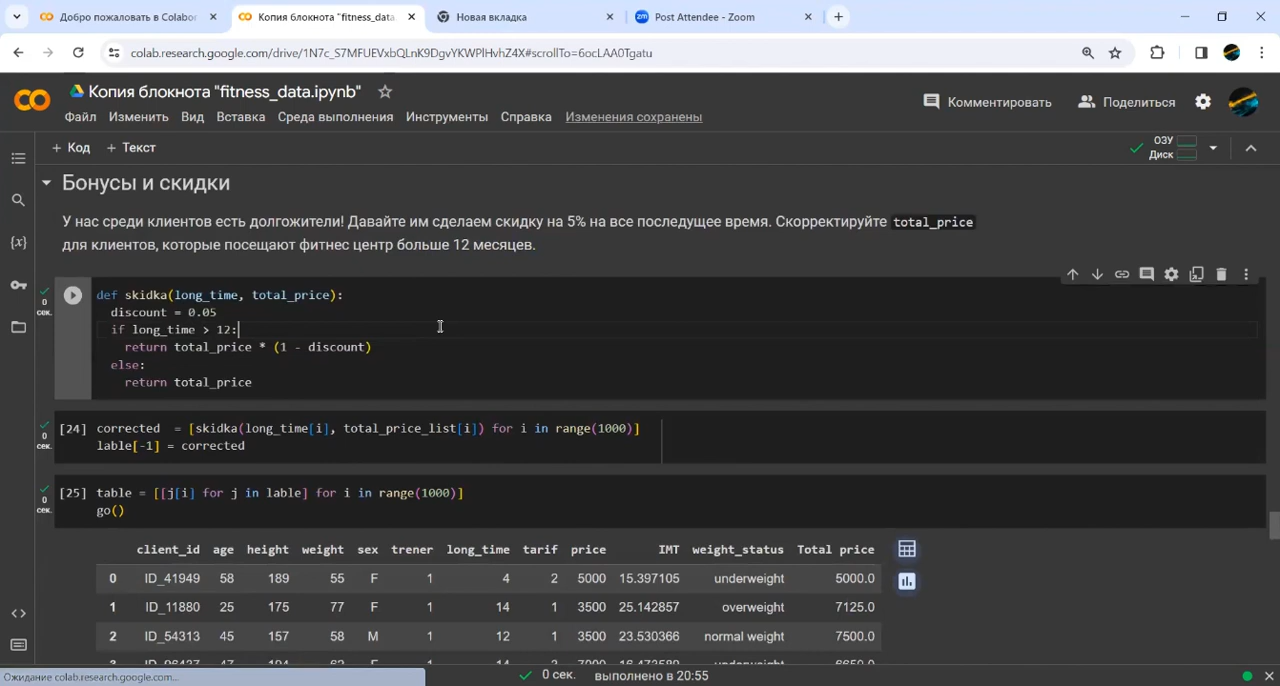 Добро пожаловать в Colabor
Копия блокнота "fitness_data.
Новая вкладка
Post Attendee - Zoom
colab.research.google.com/drive/1N7c_S7MFUEVxbQLnK9DgvYKWPlHvhZ4X#scrollTo=6ocLAA0Tgatu
Копия блокнота "fitness_data.ipynb"
Комментировать
Поделиться
Файл Изменить Вид Вставка Среда выполнения Инструменты Справка Изменения сохранены
+ Код + Текст
ОЗУ
Диск
Бонусы и скидки
У нас среди клиентов есть долгожители! Давайте им сделаем скидку на 5% на все последущее время. Скорректируйте total_price
для клиентов, которые посещают фитнес центр больше 12 месяцев.
0
сек.
def skidka(long_time, total_price):
discount = 0.05
if long_time > 12:
return total_price * (1 - discount)
else:
return total_price
0
сек.
[24] corrected = [skidka(long_time[i], total_price_list[i]) for i in range(1000)]
lable[-1] = corrected
0
сек.
[25] table = [[j[i] for j in lable] for i in range(1000)]
go()
client_id age height weight sex trener long_time tarif price IMT weight_status Total price
0 ID_41949 58 189 55 F 1 4 2 5000 15.397105 underweight 5000.0
1 ID_11880 25 175 77 F 1 14 1 3500 25.142857 overweight 7125.0
2 ID_54313 45 157 58 M 1 12 1 3500 23.530366 normal weight 7500.0
Ожидание colab.research.google.com...
0 сек. выполнено в 20:55